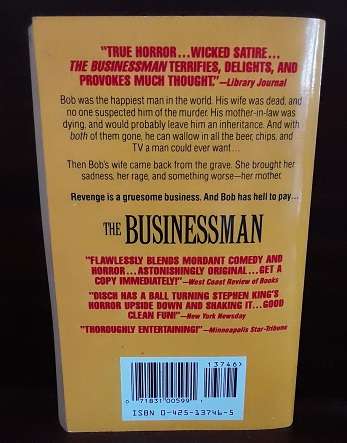 "TRUE HORROR...WICKED SATIRE...
THE BUSINESSMAN TERRIFIES, DELIGHTS, AND
PROVOKES MUCH THOUGHT." —Library Journal
Bob was the happiest man in the world. His wife was dead, and
no one suspected him of the murder. His mother-in-law was
dying, and would probably leave him an inheritance. And with
both of them gone, he can wallow in all the beer, chips, and
TV a man could ever want...
Then Bob's wife came back from the grave. She brought her
sadness, her rage, and something worse—her mother.
Revenge is a gruesome business. And Bob has hell to pay...
THE BUSINESSMAN
"FLAWLESSLY BLENDS MORDANT COMEDY AND
HORROR...ASTONISHINGLY ORIGINAL...GET A
COPY IMMEDIATELY!" —West Coast Review of Books
"DISCH HAS A BALL TURNING STEPHEN KING'S
HORROR UPSIDE DOWN AND SHAKING IT...GOOD
CLEAN FUN!" —New York Newsday
"THOROUGHLY ENTERTAINING!" —Minneapolis Star-Tribune
13746>
0 71831 00599 1
ISBN 0-425-13746-5